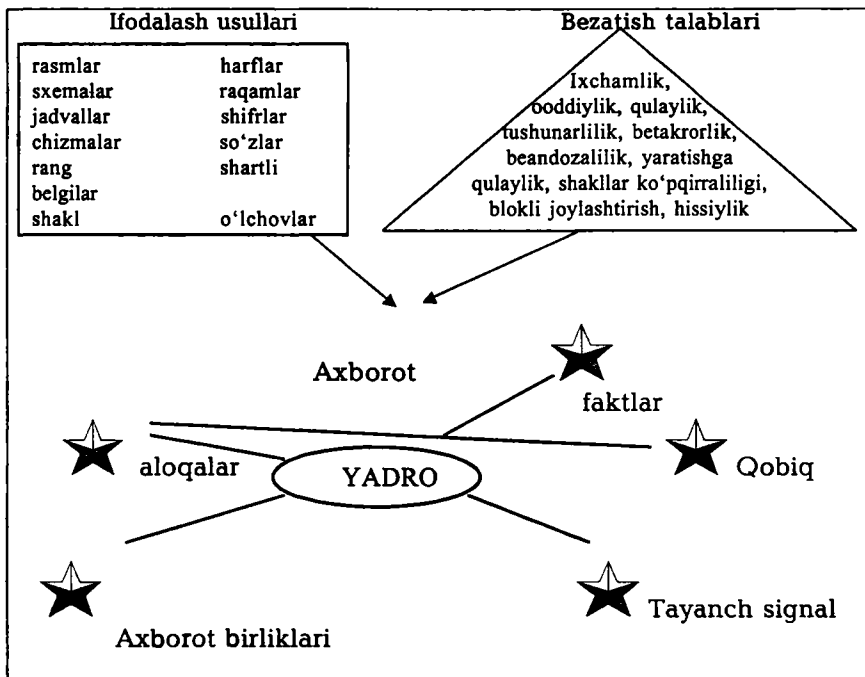 Ifodalash usullari
rasmlar harflar
sxemalar raqamlar
jadvallar shifrlar
chizmalar so‘zlar
rang shartli
belgilar
shakl o‘lchovlar
Bezatish talablari
Ixchamlik,
ooddiylik, qulaylik,
tushunarlilik, betakrorlik,
beandozalilik, yaratishga
qulaylik, shakllar ko‘pqirraliligi,
blokli joylashtirish, hissiylik
Axborot
faktlar
aloqalar
YADRO
Qobiq
Axborot birliklari
Tayanch signal